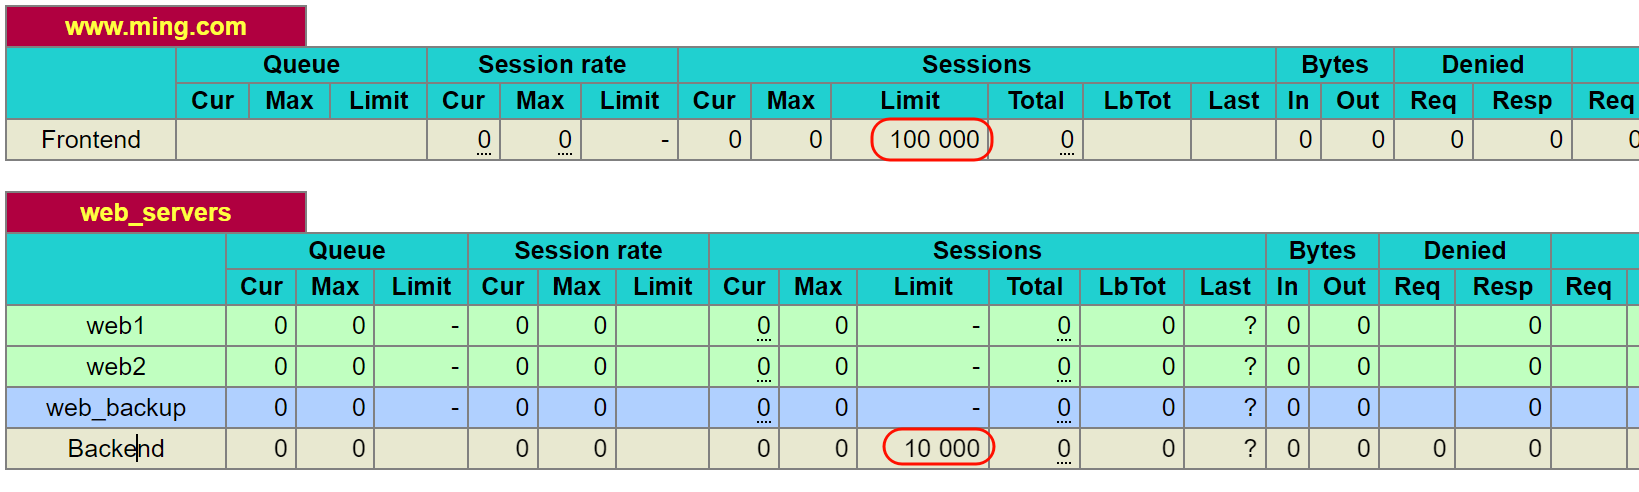 www.ming.com
Queue Session rate Sessions Bytes Denied
Cur Max Limit Cur Max Limit Cur Max Limit Total LbTot Last In Out Req Resp Req
Frontend 0 0 - 0 0 100 000 0 0 0 0 0 0
web_servers
Queue Session rate Sessions Bytes Denied
Cur Max Limit Cur Max Limit Cur Max Limit Total LbTot Last In Out Req Resp Req
web1 0 0 - 0 0 0 0 - 0 0 ? 0 0 0
web2 0 0 - 0 0 0 0 - 0 0 ? 0 0 0
web_backup 0 0 - 0 0 0 0 - 0 0 ? 0 0 0
Backend 0 0 0 0 0 0 10 000 0 0 ? 0 0 0 0